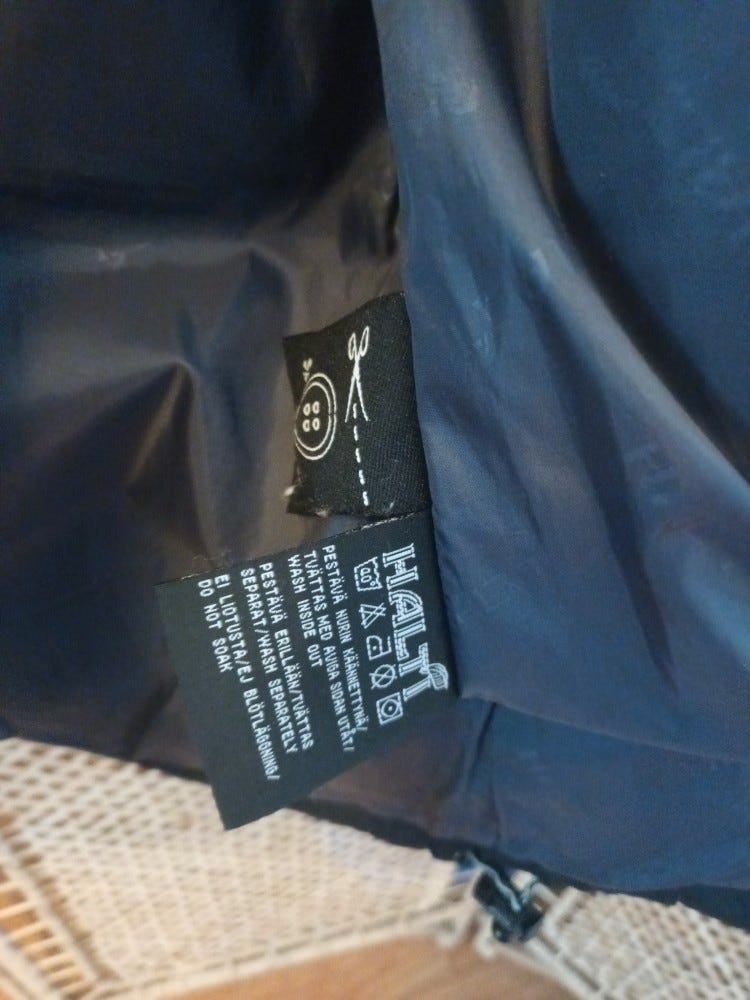 HALTI
40°
PESTÄVÄ NURIN KÄÄNNETTYNÄ/
TVÄTTAS MED AVIGA SIDAN UTÅT/
WASH INSIDE OUT
PESTÄVÄ ERILLÄÄN/TVÄTTAS
SEPARAT/WASH SEPARATELY
EI LIOTUSTA/EJ BLÖTLÄGGNING/
DO NOT SOAK